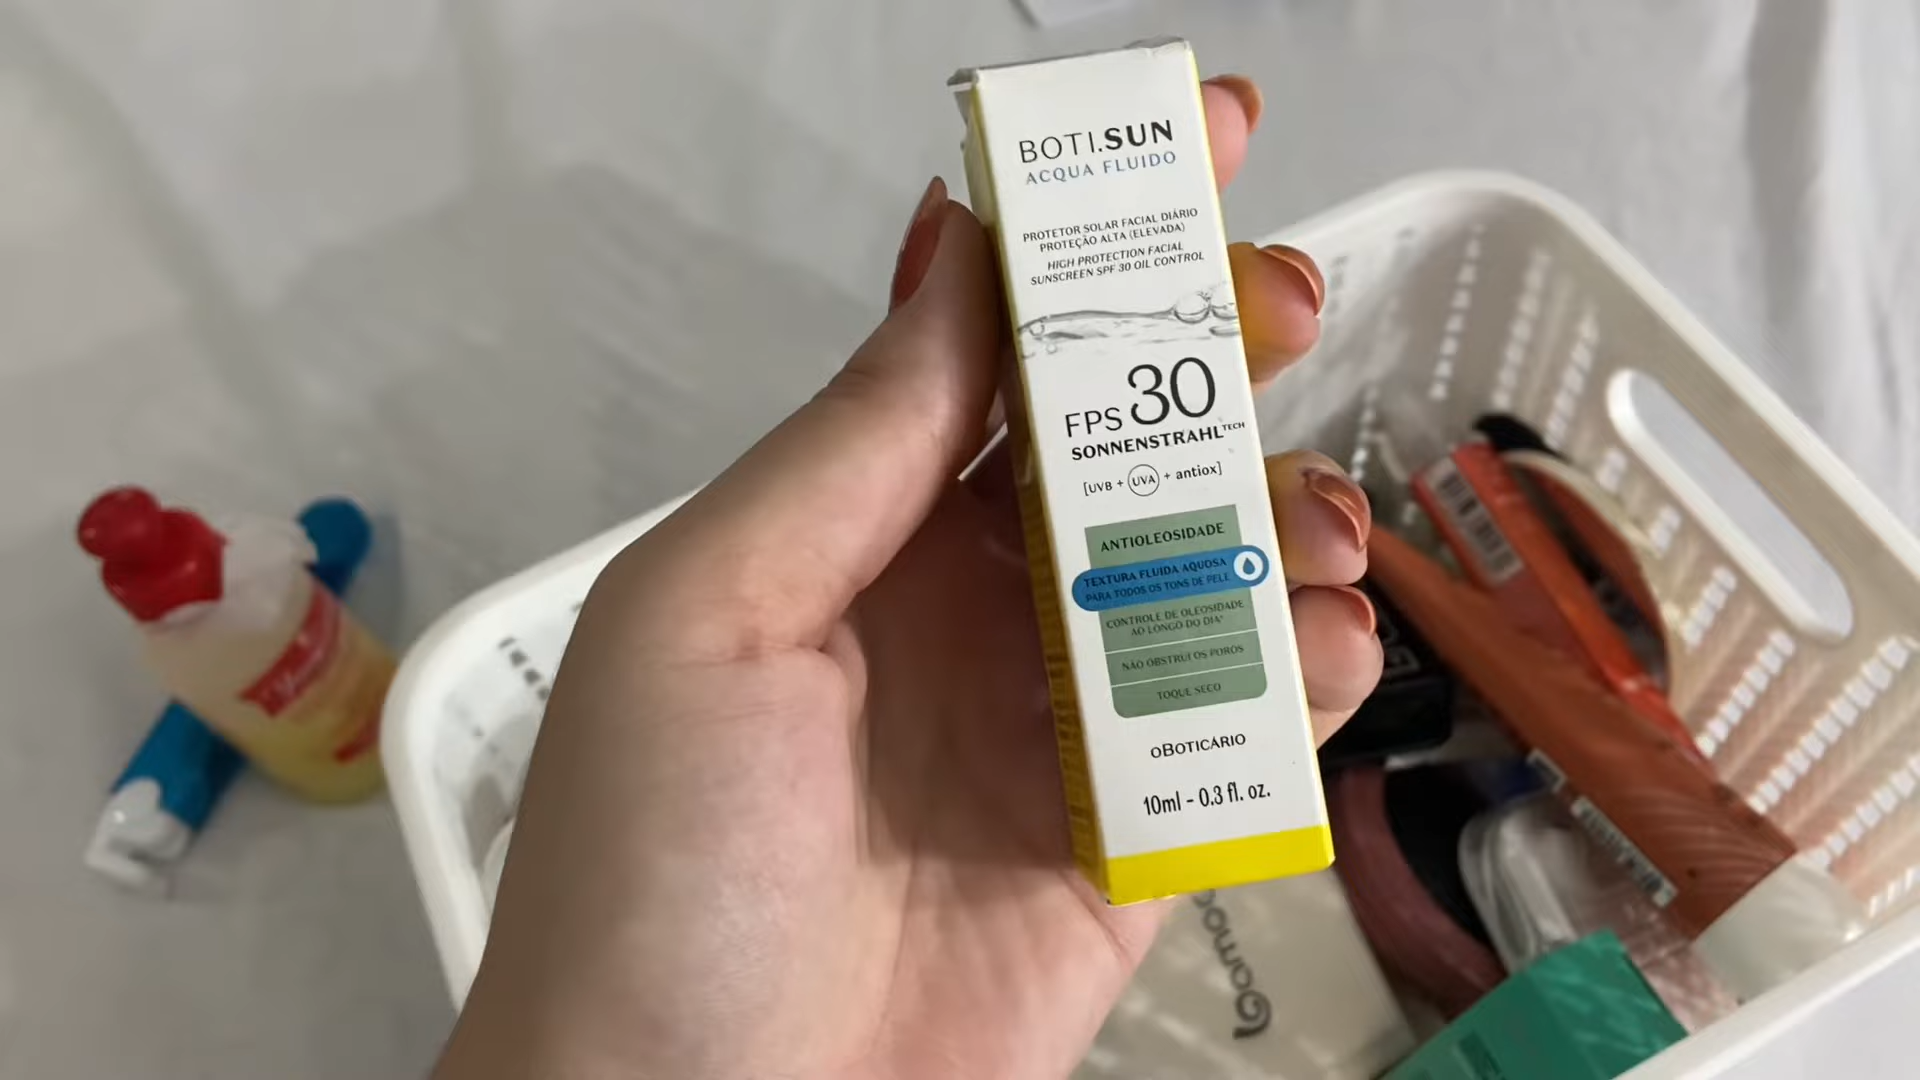 BOTI.SUN
ACQUA FLUIDO
PROTETOR SOLAR FACIAL DIÁRIO
PROTEÇÃO ALTA (ELEVADA)
HIGH PROTECTION FACIAL
SUNSCREEN SPF 30 OIL CONTROL
FPS 30
SONNENSTRAHL TECH
[UVB + UVA + antiox]
ANTIOLEOSIDADE
TEXTURA FLUIDA AQUOSA
PARA TODOS OS TONS DE PELE
CONTROLE DE OLEOSIDADE
AO LONGO DO DIA*
NÃO OBSTRUI OS POROS
TOQUE SECO
oBOTICÁRIO
10ml - 0.3 fl. oz.